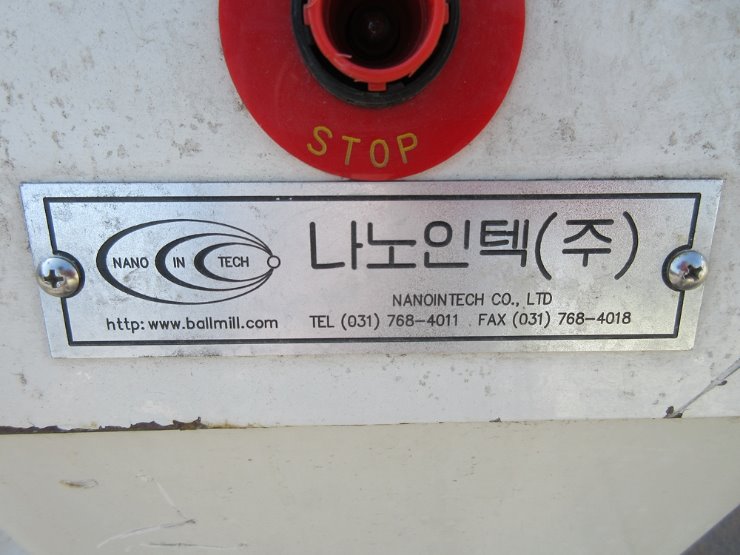 STOP
NANO IN TECH
나노인텍(주)
NANOINTECH CO., LTD
http: www.ballmill.com
TEL (031) 768-4011 FAX (031) 768-4018